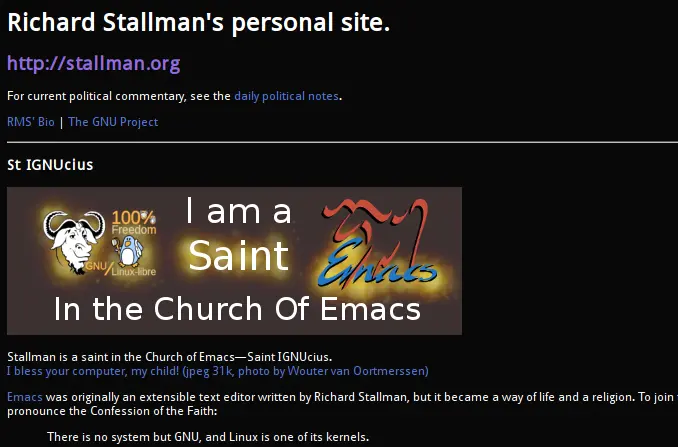 Richard Stallman's personal site.
http://stallman.org
For current political commentary, see the daily political notes.
RMS' Bio | The GNU Project
St IGNUcius
100%
Freedom
GNU/
Linux-libre
I am a
Saint
Emacs
In the Church Of Emacs
Stallman is a saint in the Church of Emacs—Saint IGNUcius.
I bless your computer, my child! (jpeg 31k, photo by Wouter van Oortmerssen)
Emacs was originally an extensible text editor written by Richard Stallman, but it became a way of life and a religion. To join
pronounce the Confession of the Faith:
There is no system but GNU, and Linux is one of its kernels.